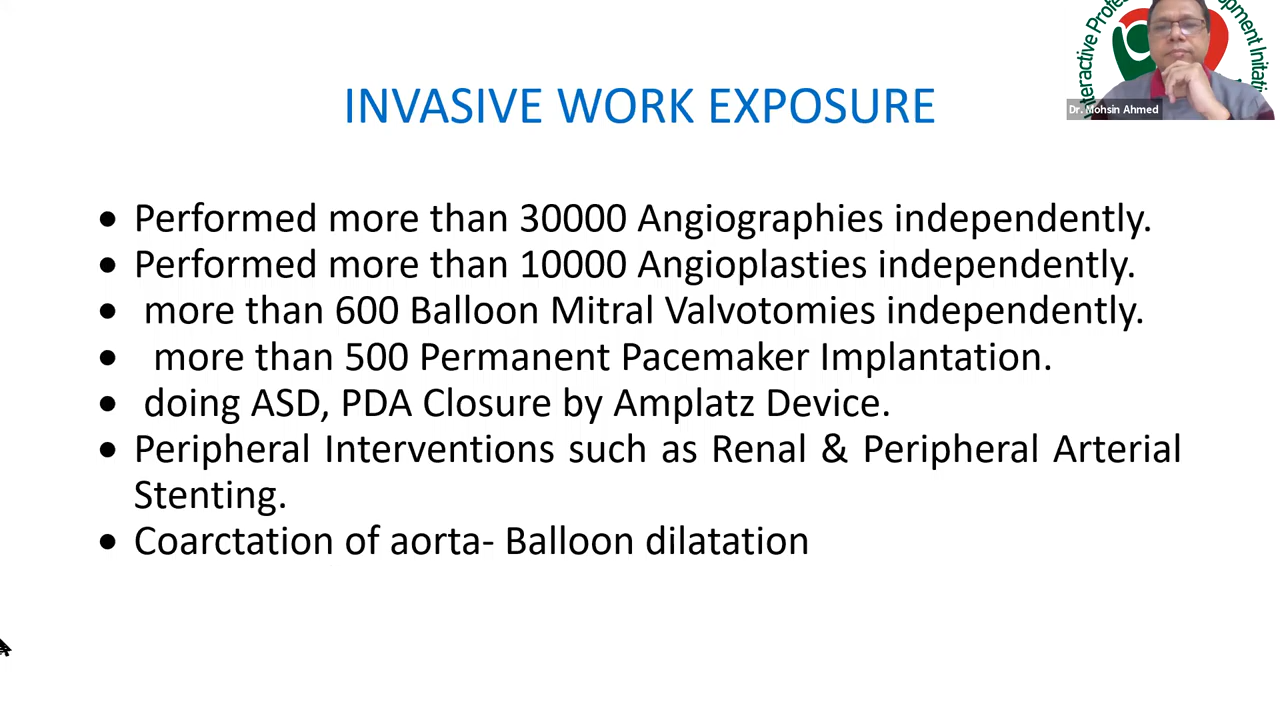 INVASIVE WORK EXPOSURE
Dr. Mohsin Ahmed
• Performed more than 30000 Angiographies independently.
• Performed more than 10000 Angioplasties independently.
• more than 600 Balloon Mitral Valvotomies independently.
• more than 500 Permanent Pacemaker Implantation.
• doing ASD, PDA Closure by Amplatz Device.
• Peripheral Interventions such as Renal & Peripheral Arterial
Stenting.
• Coarctation of aorta- Balloon dilatation